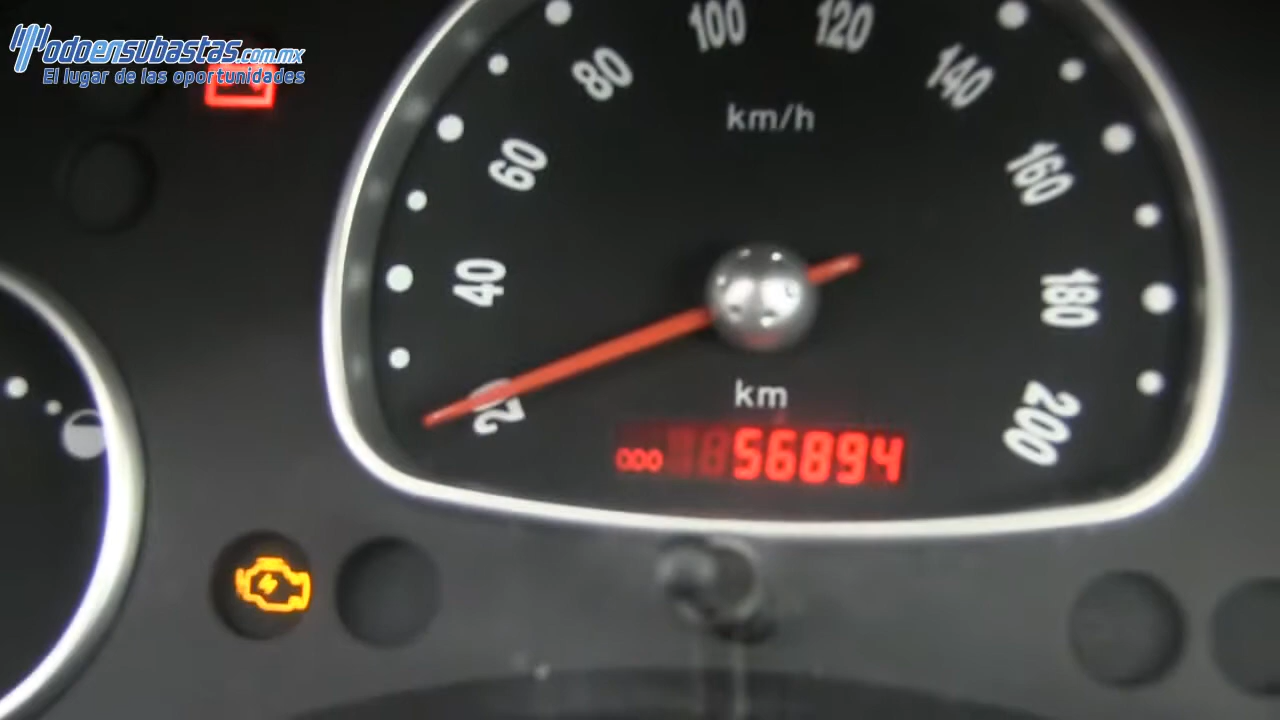 Todoensubastas.com.mx
El lugar de las oportunidades
100 120
80 140
km/h
60 160
40 180
20 200
km
56894